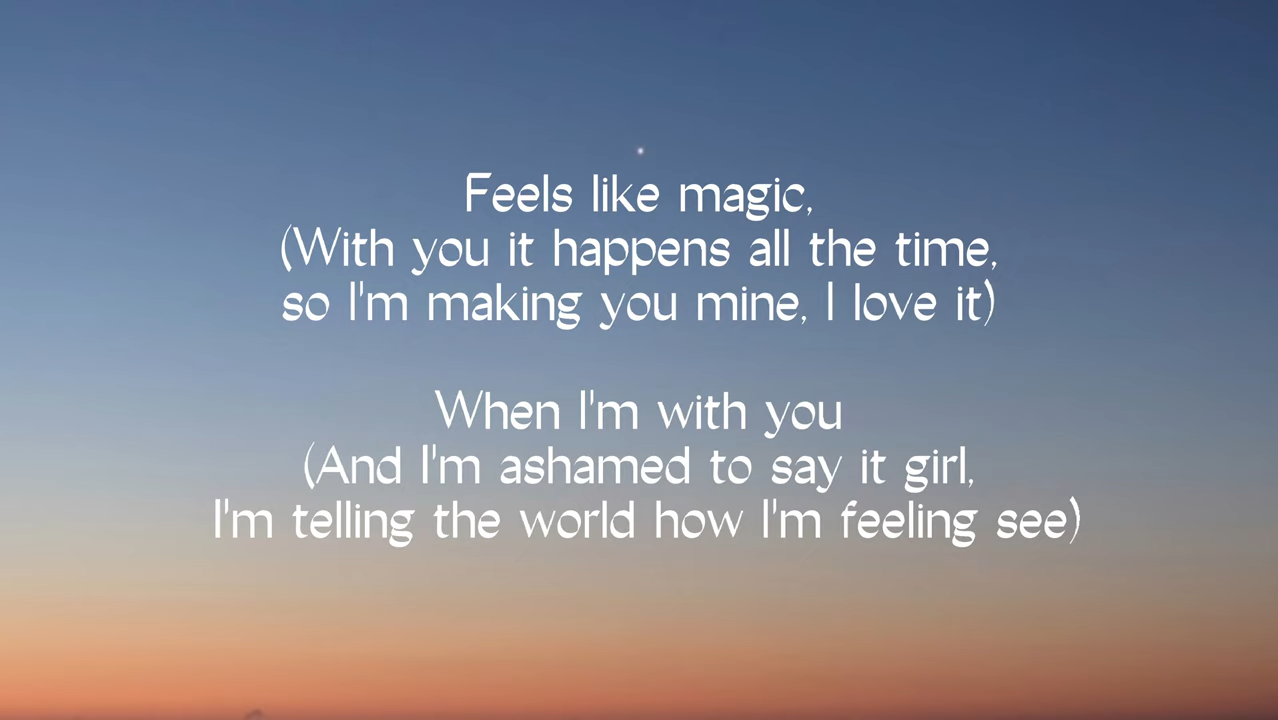 Feels like magic,
(With you it happens all the time,
so I'm making you mine, I love it)
When I'm with you
(And I'm ashamed to say it girl,
I'm telling the world how I'm feeling see)